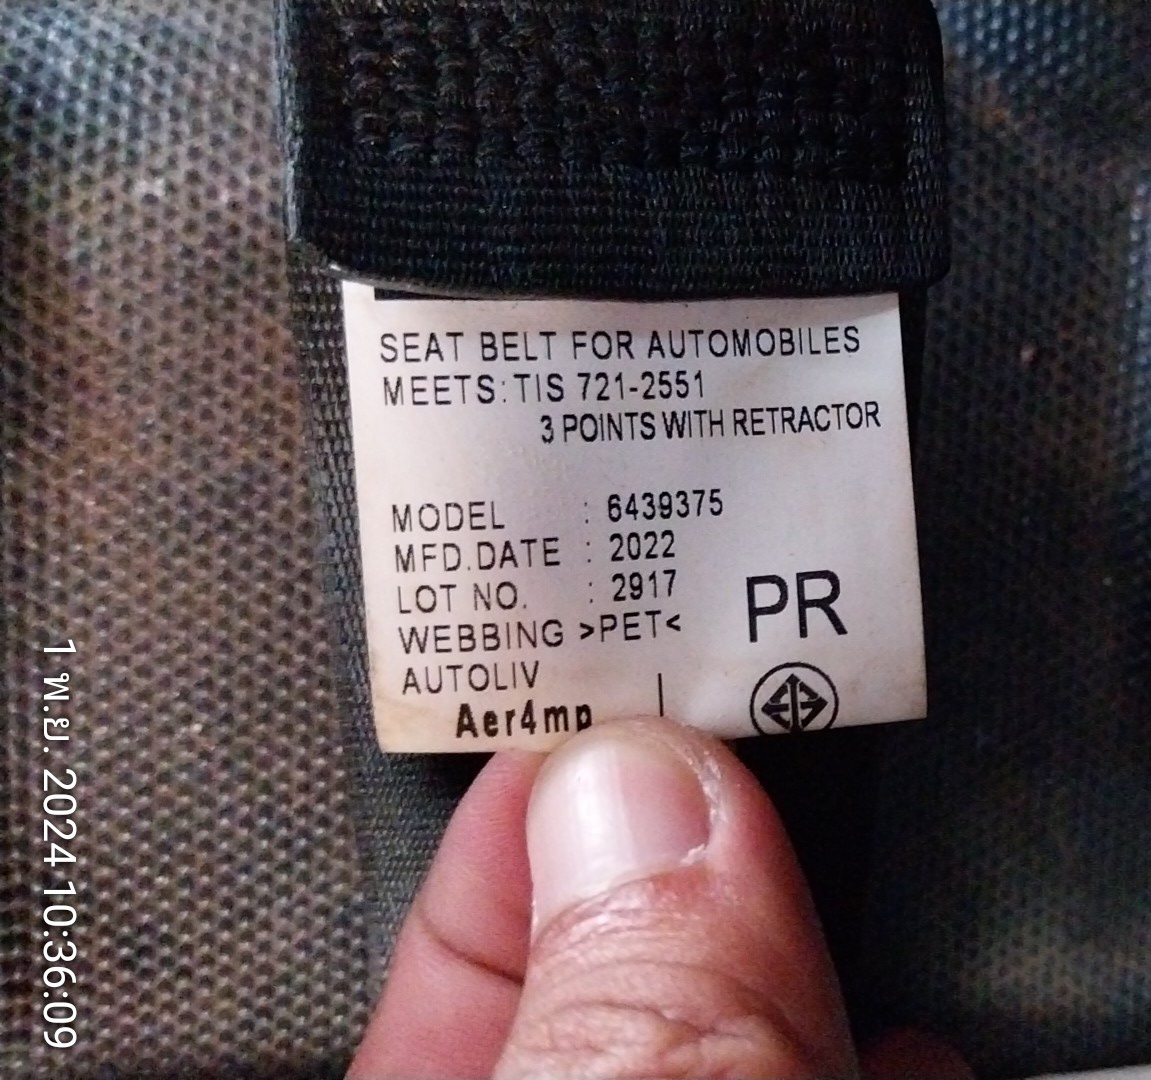 SEAT BELT FOR AUTOMOBILES
MEETS: TIS 721-2551
3 POINTS WITH RETRACTOR
MODEL : 6439375
MFD.DATE : 2022
LOT NO. : 2917
WEBBING >PET<
PR
AUTOLIV
Aer4mp
1 พ.ย. 2024 10:36:09